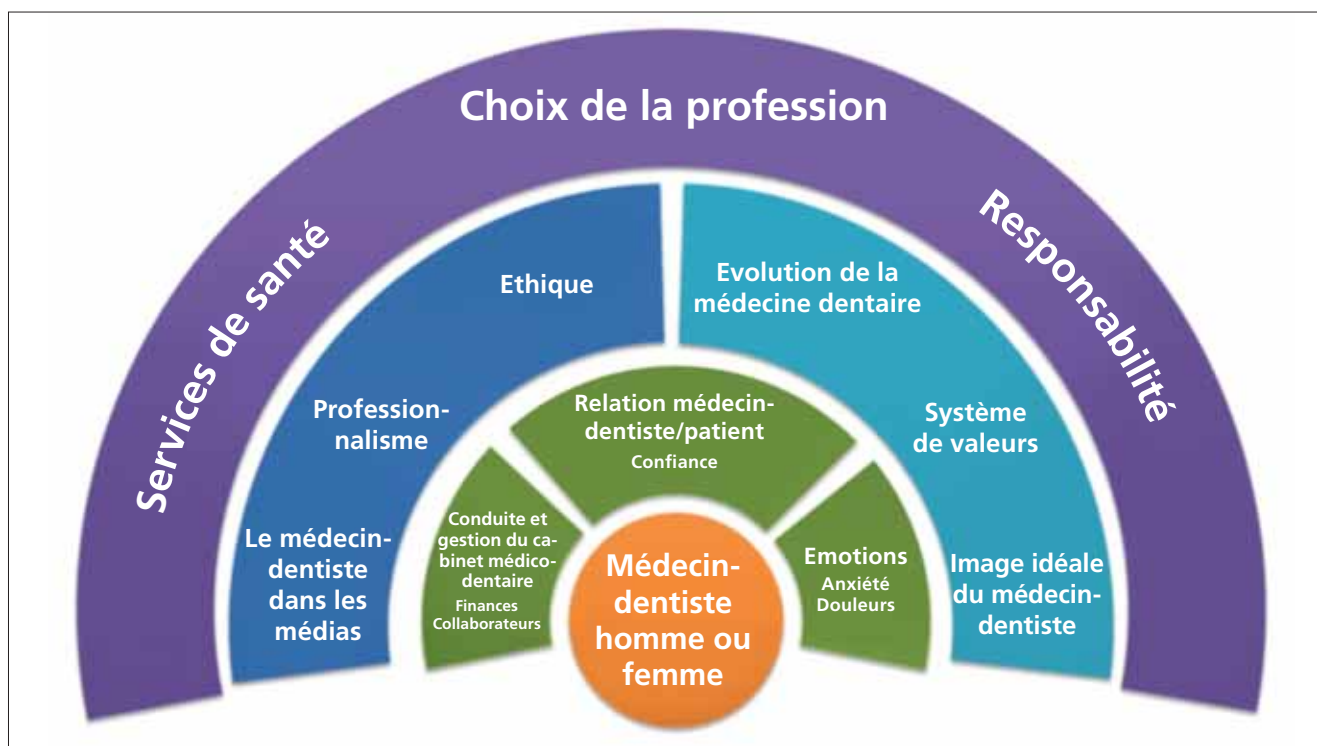 Choix de la profession
Services de santé
Responsabilité
Ethique
Profession-
nalisme
Le médecin-
dentiste
dans les
médias
Evolution de la
médecine dentaire
Système
de valeurs
Image idéale
du médecin-
dentiste
Relation médecin-
dentiste/patient
Confiance
Conduite et
gestion du ca-
binet médico-
dentaire
Finances
Collaborateurs
Emotions
Anxiété
Douleurs
Médecin-
dentiste
homme ou
femme